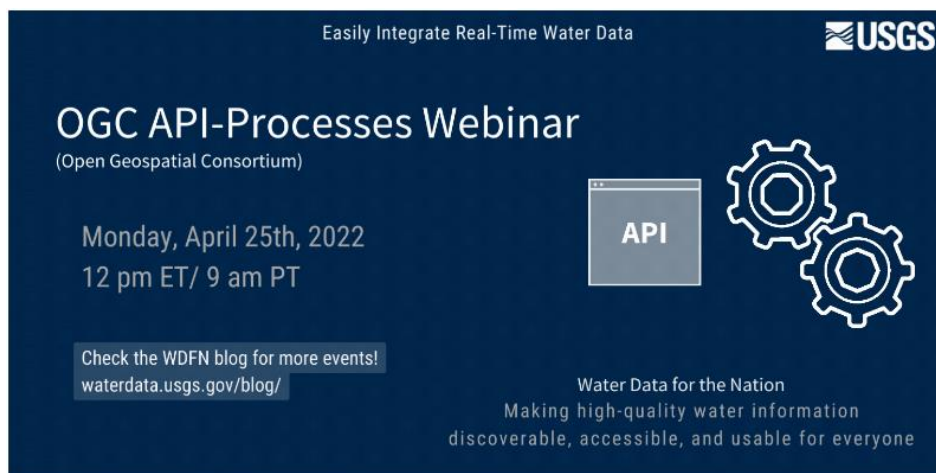 Easily Integrate Real-Time Water Data
USGS
OGC API-Processes Webinar
(Open Geospatial Consortium)
Monday, April 25th, 2022
12 pm ET/ 9 am PT
API
Check the WDFN blog for more events!
waterdata.usgs.gov/blog/
Water Data for the Nation
Making high-quality water information
discoverable, accessible, and usable for everyone